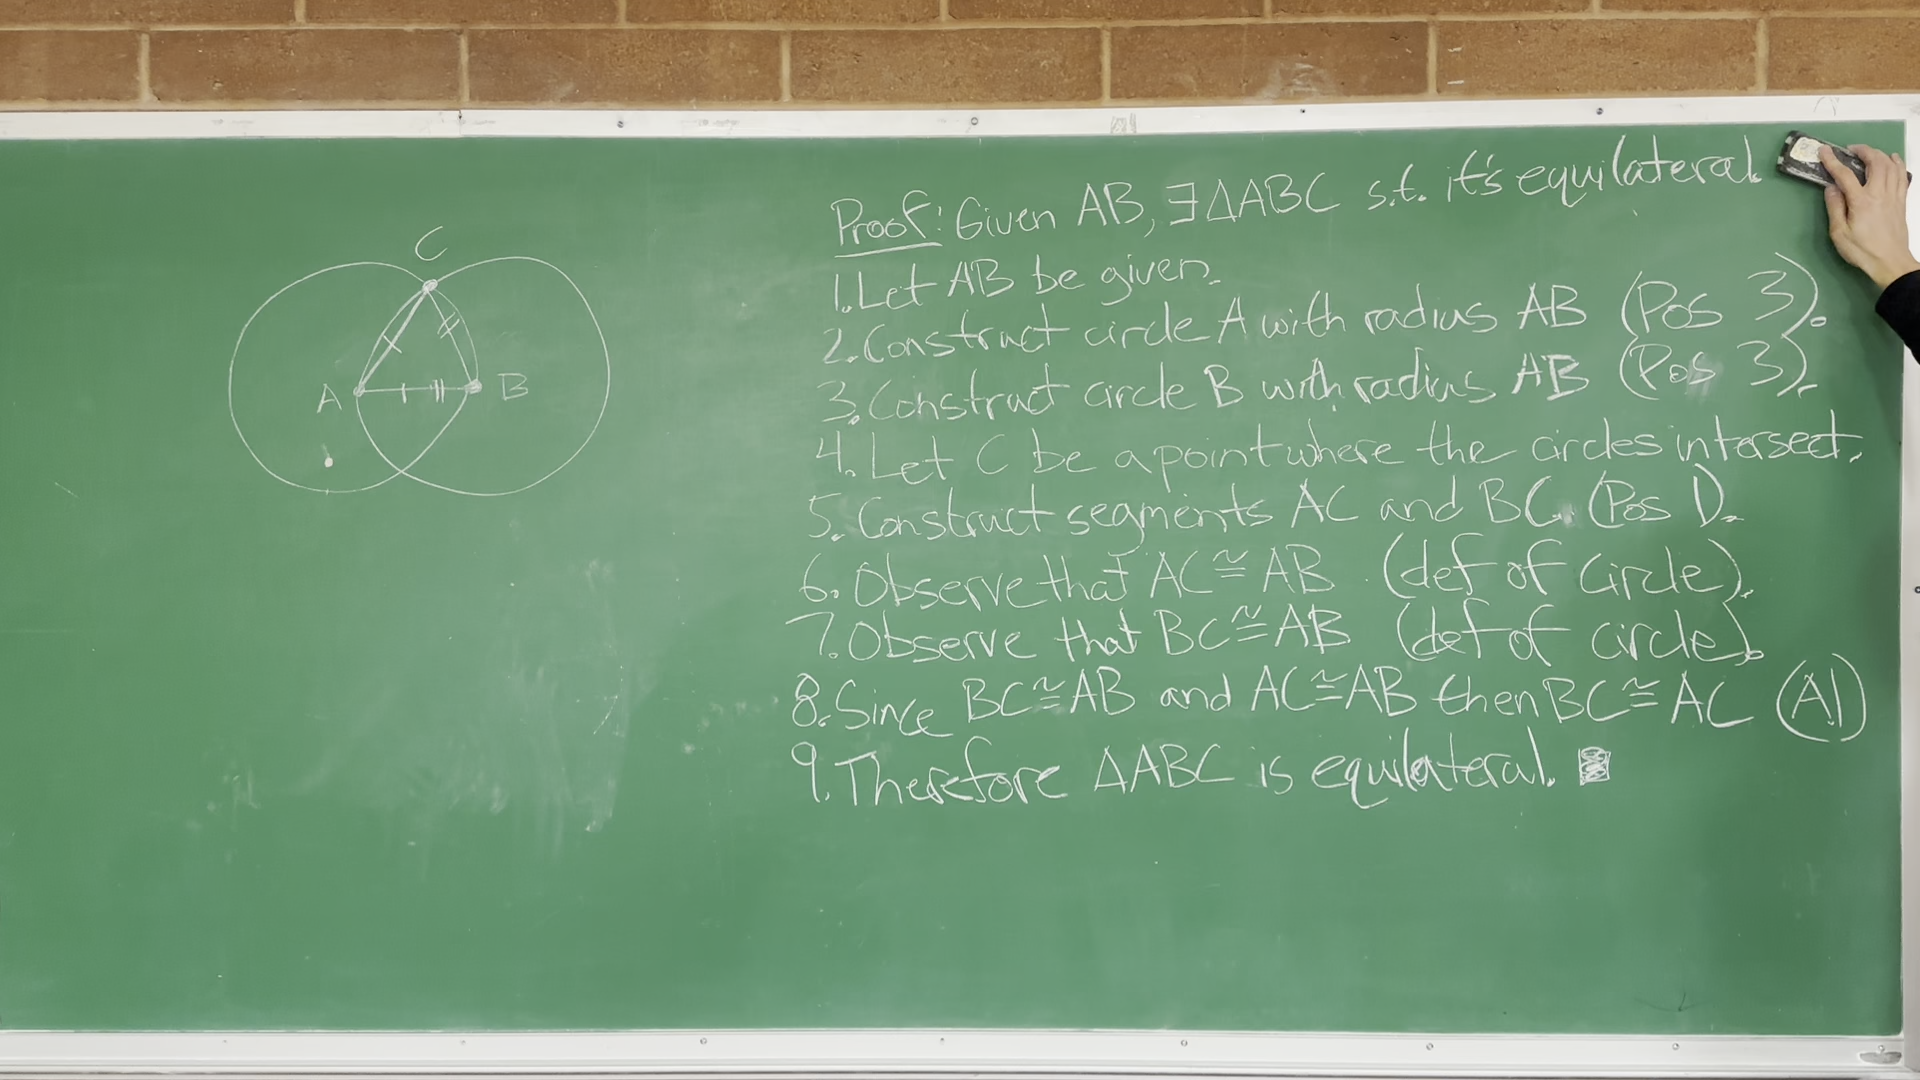 C
A
B
Proof: Given AB, ∃△ABC s.t. it's equilateral.
1. Let AB be given.
2. Construct circle A with radius AB (Pos 3).
3. Construct circle B with radius AB (Pos 3).
4. Let C be a point where the circles intersect.
5. Construct segments AC and BC. (Pos 1).
6. Observe that AC≅AB (def of circle).
7. Observe that BC≅AB (def of circle).
8. Since BC≅AB and AC≅AB then BC≅AC (A1)
9. Therefore △ABC is equilateral.